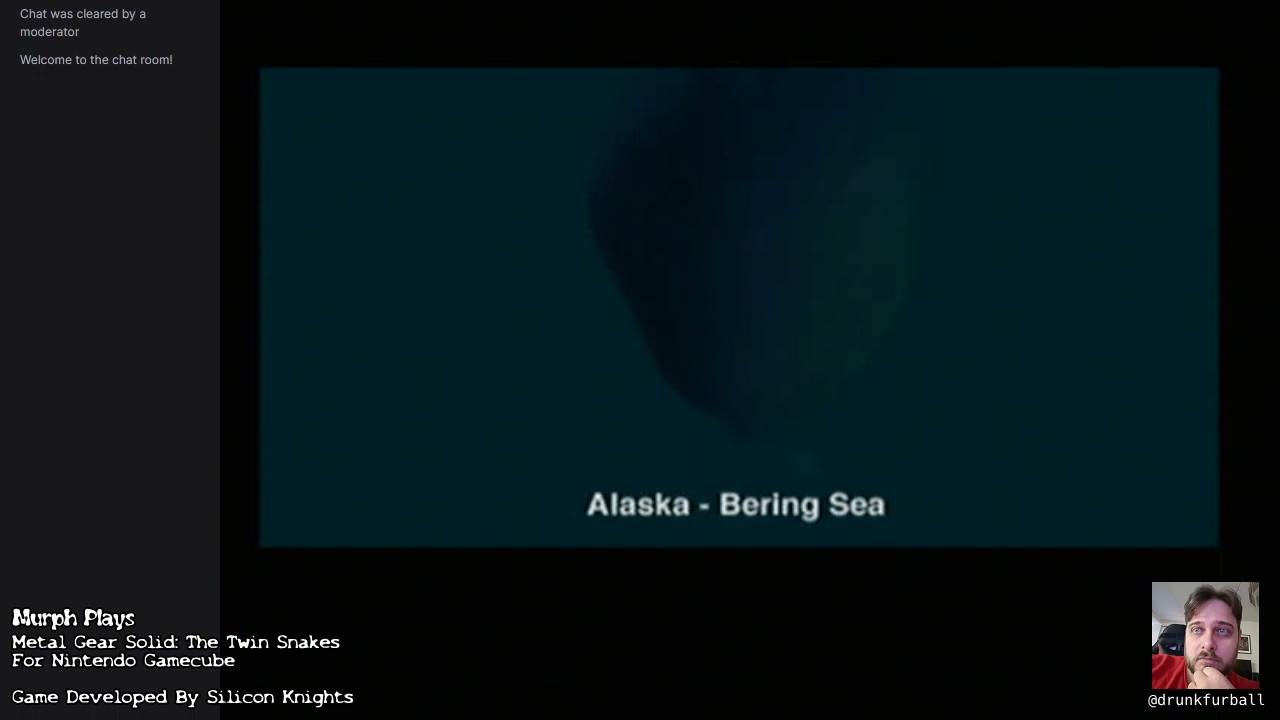 Chat was cleared by a
moderator
Welcome to the chat room!
Alaska - Bering Sea
Murph Plays
Metal Gear Solid: The Twin Snakes
For Nintendo Gamecube
Game Developed By Silicon Knights
@drunkfurball